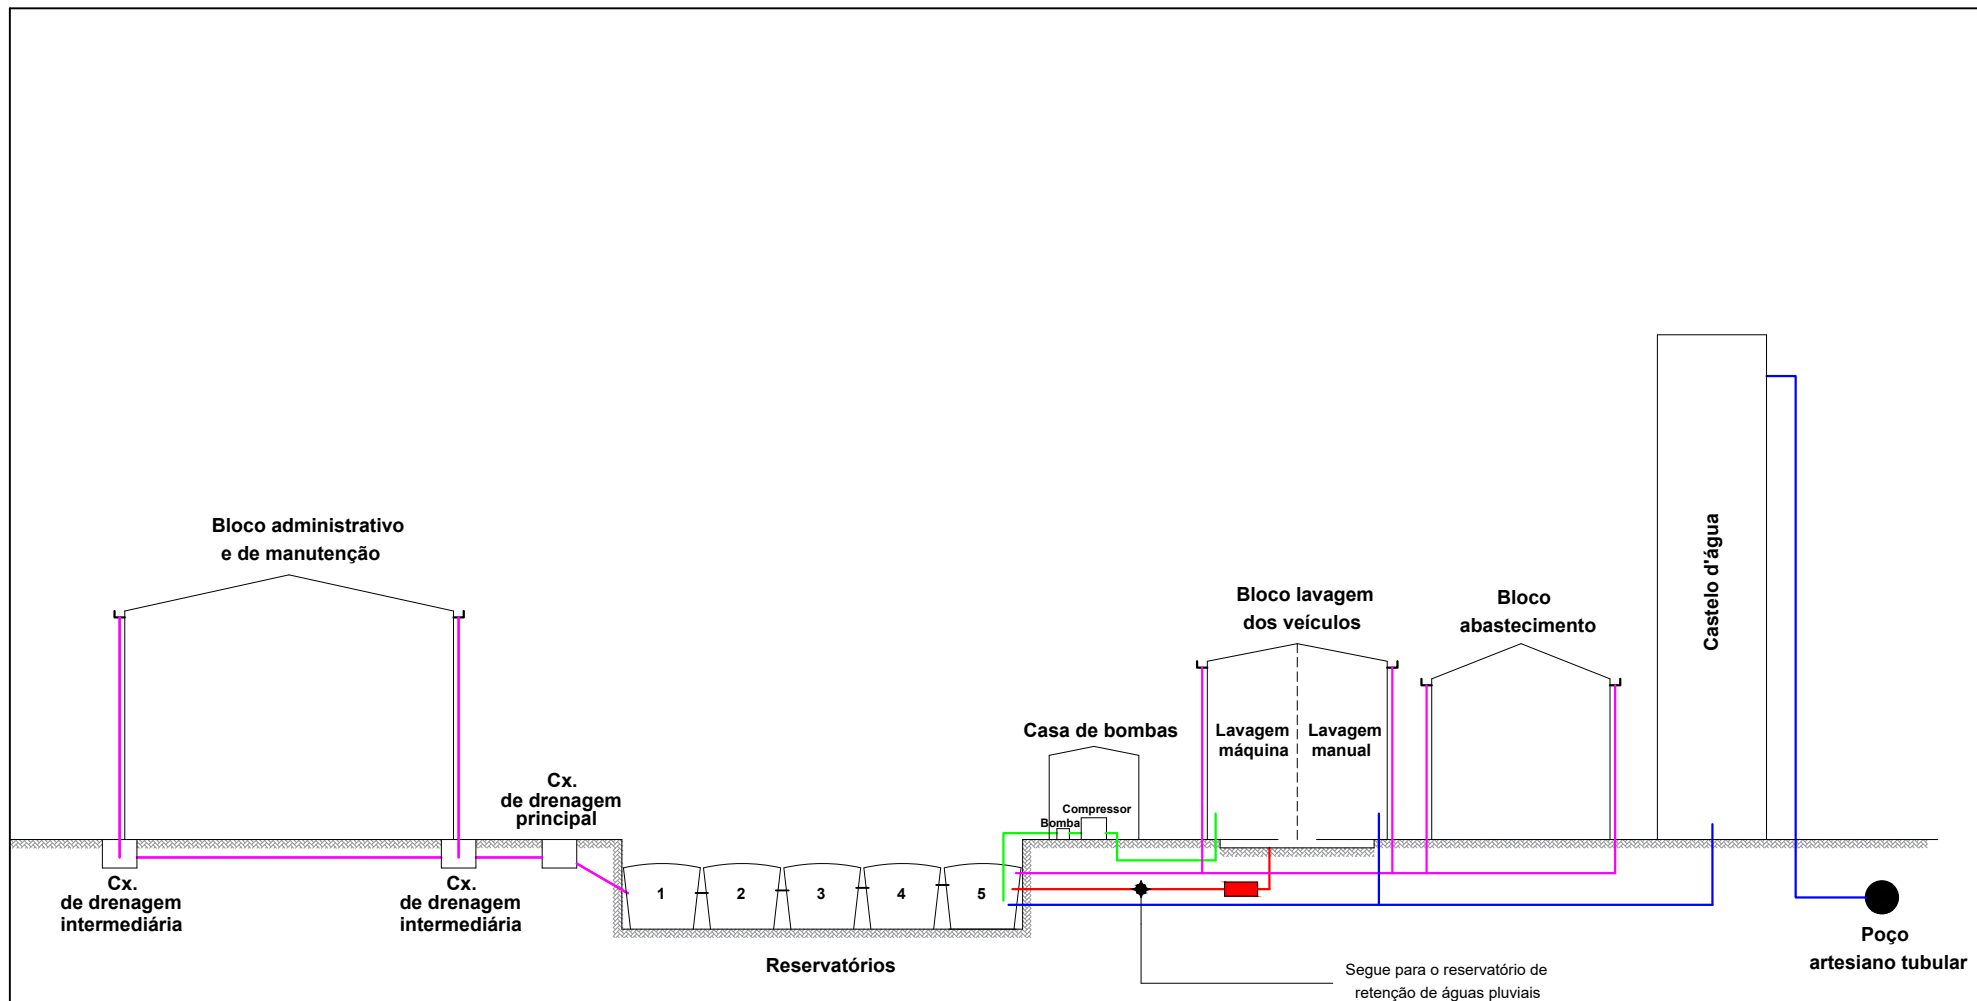 Bloco administrativo
e de manutenção
Cx.
de drenagem
intermediária
Cx.
de drenagem
intermediária
Cx.
de drenagem
principal
1
2
3
4
5
Reservatórios
Casa de bombas
Bomba
Compressor
Bloco lavagem
dos veículos
Lavagem
máquina
Lavagem
manual
Bloco
abastecimento
Castelo d'água
Poço
artesiano tubular
Segue para o reservatório de
retenção de águas pluviais